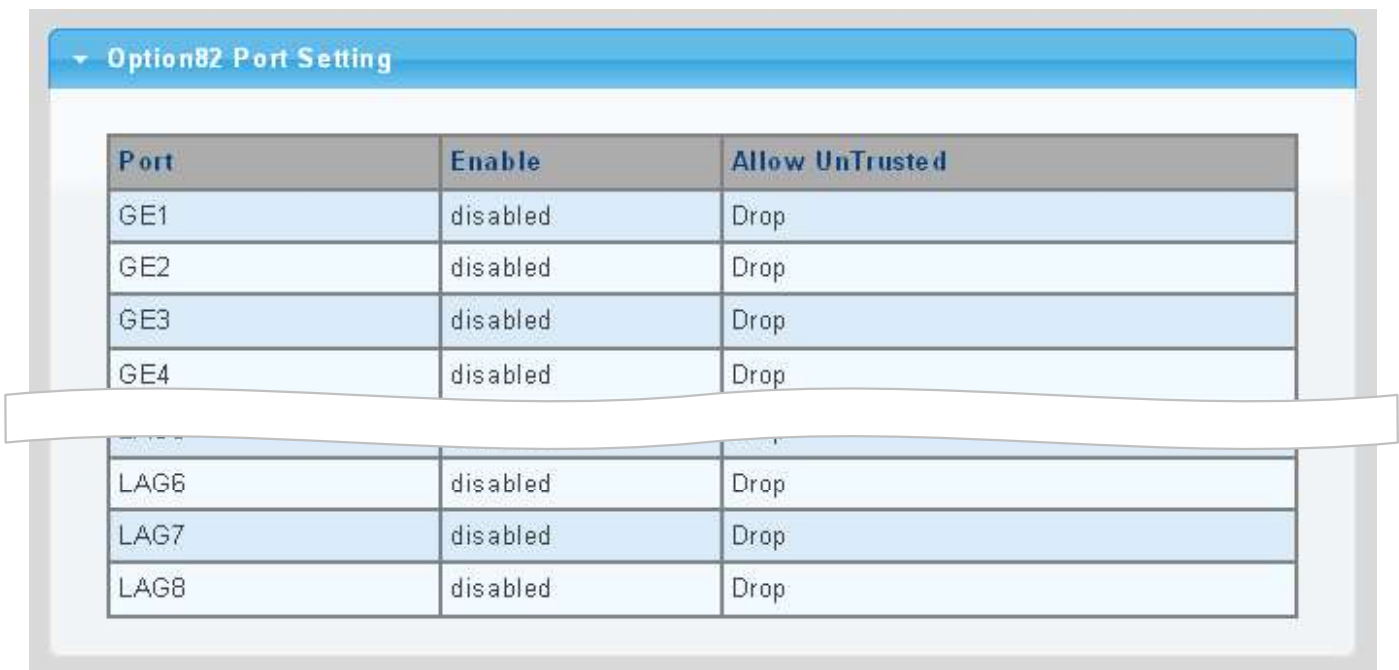 Option82 Port Setting
Port Enable Allow UnTrusted
GE1 disabled Drop
GE2 disabled Drop
GE3 disabled Drop
GE4 disabled Drop
LAG6 disabled Drop
LAG7 disabled Drop
LAG8 disabled Drop